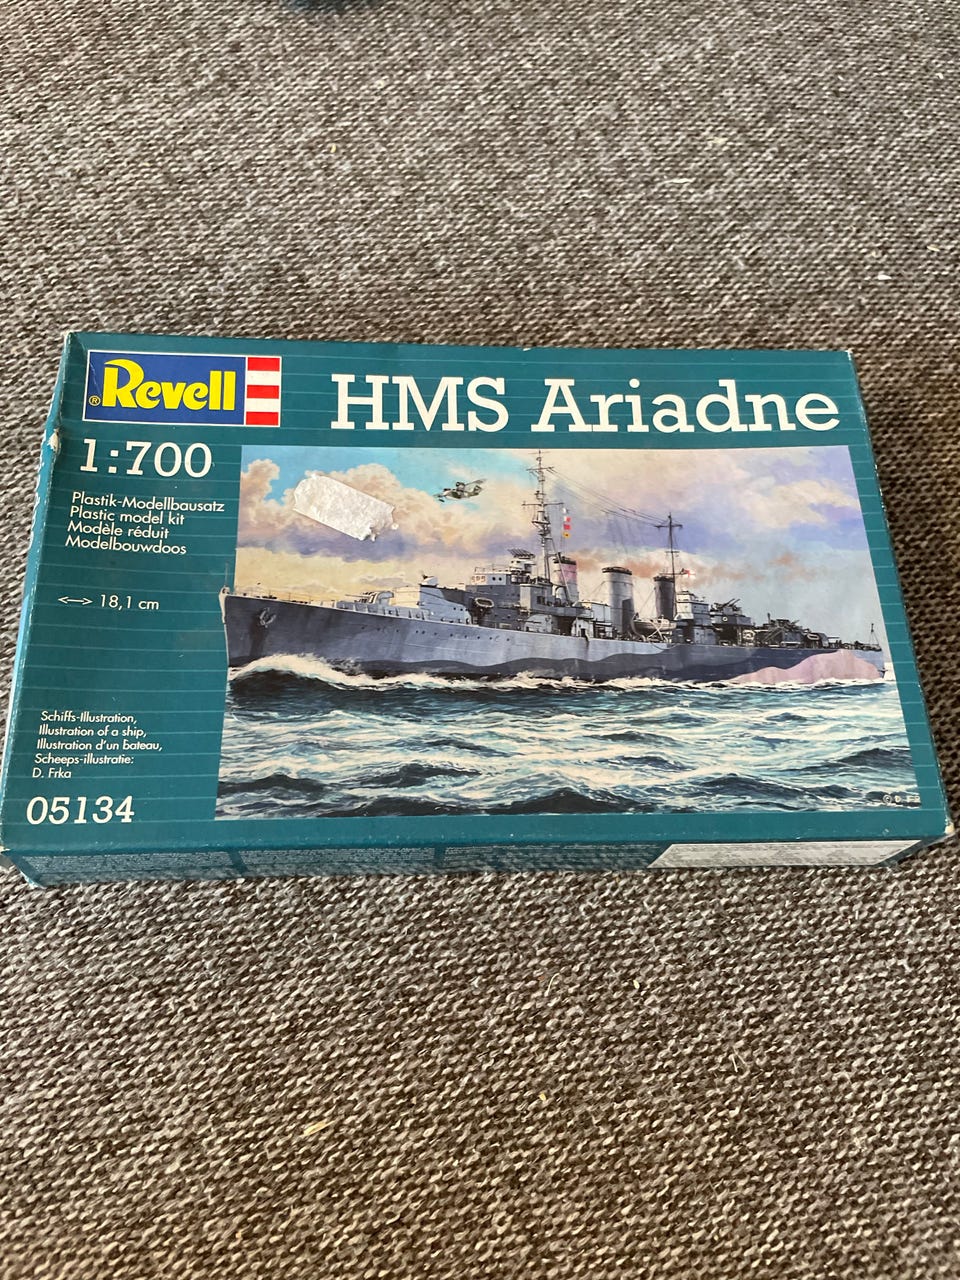 Revell
®
HMS Ariadne
1:700
Plastik-Modellbausatz
Plastic model kit
Modèle réduit
Modelbouwdoos
<--> 18,1 cm
Schiffs-Illustration,
Illustration of a ship,
Illustration d'un bateau,
Scheeps-illustratie:
D. Frka
05134